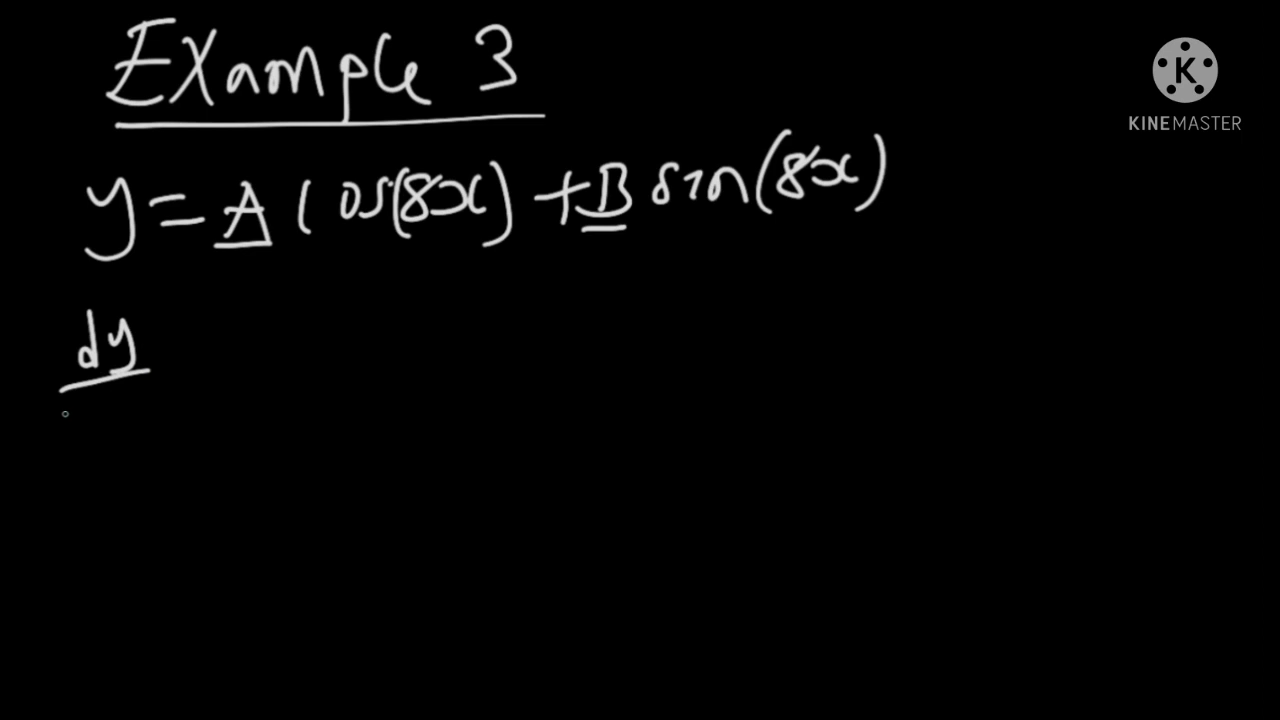 Example 3
KINEMASTER
y = A Cos(8x) + B sin(8x)
dy